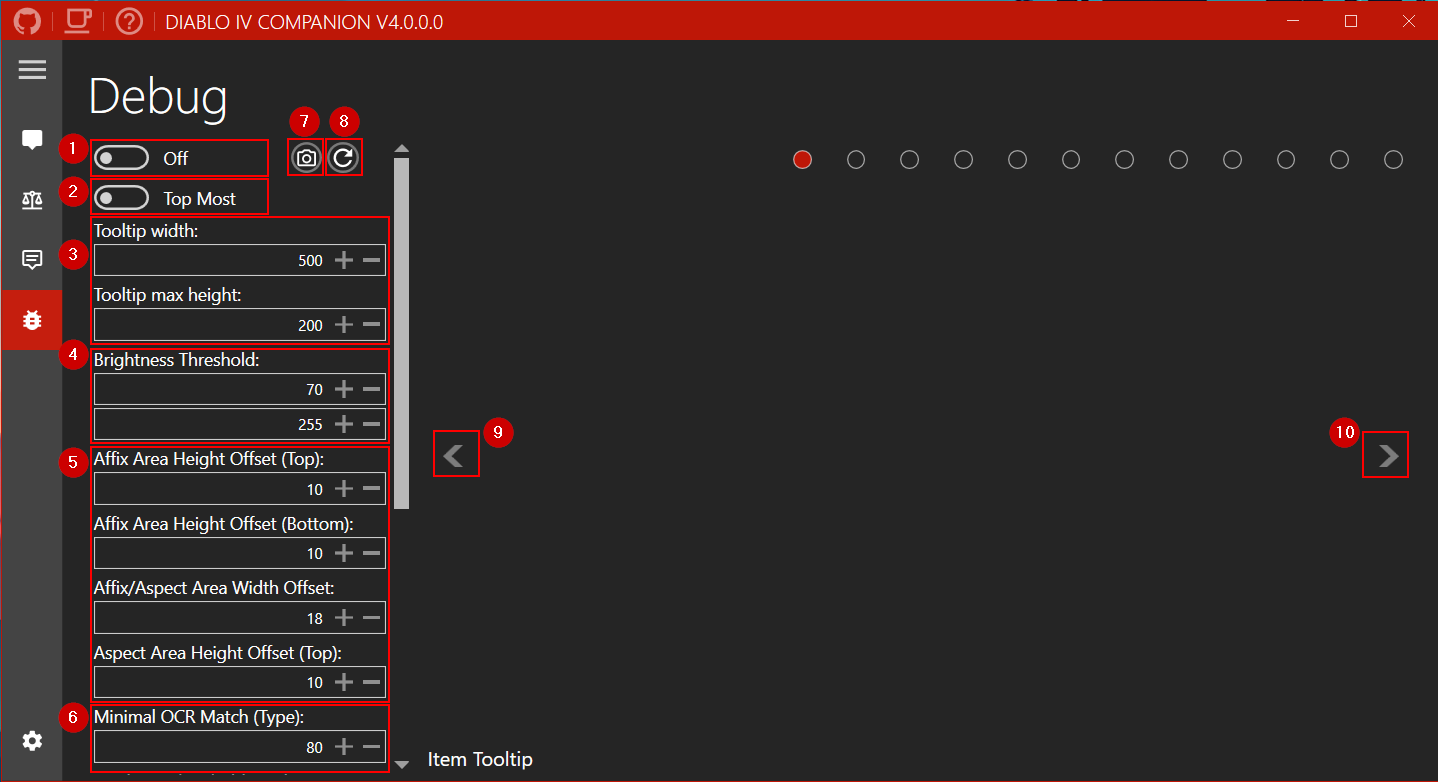 DIABLO IV COMPANION V4.0.0.0
Debug
7
8
1
Off
2
Top Most
3
Tooltip width:
500
Tooltip max height:
200
4
Brightness Threshold:
70
255
5
Affix Area Height Offset (Top):
10
Affix Area Height Offset (Bottom):
10
Affix/Aspect Area Width Offset:
18
Aspect Area Height Offset (Top):
10
6
Minimal OCR Match (Type):
80
9
10
Item Tooltip